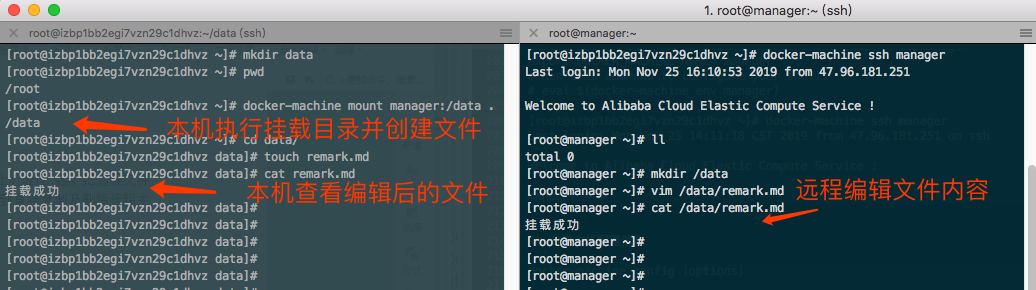 1. root@manager:~ (ssh)
root@izbp1bb2egi7vzn29c1dhvz:~/data (ssh)
[root@izbp1bb2egi7vzn29c1dhvz ~]# mkdir data
[root@izbp1bb2egi7vzn29c1dhvz ~]# pwd
/root
[root@izbp1bb2egi7vzn29c1dhvz ~]# docker-machine mount manager:/data .
/data
本机执行挂载目录并创建文件
[root@izbp1bb2egi7vzn29c1dhvz ~]# cd data/
[root@izbp1bb2egi7vzn29c1dhvz data]# touch remark.md
[root@izbp1bb2egi7vzn29c1dhvz data]# cat remark.md
挂载成功
本机查看编辑后的文件
[root@izbp1bb2egi7vzn29c1dhvz data]#
[root@izbp1bb2egi7vzn29c1dhvz data]#
[root@izbp1bb2egi7vzn29c1dhvz data]#
[root@izbp1bb2egi7vzn29c1dhvz data]#
[root@izbp1bb2egi7vzn29c1dhvz data]#
root@manager:~
[root@izbp1bb2egi7vzn29c1dhvz ~]# docker-machine ssh manager
Last login: Mon Nov 25 16:10:53 2019 from 47.96.181.251
Welcome to Alibaba Cloud Elastic Compute Service !
[root@manager ~]# ll
total 0
[root@manager ~]# mkdir /data
[root@manager ~]# vim /data/remark.md
远程编辑文件内容
[root@manager ~]# cat /data/remark.md
挂载成功
[root@manager ~]#
[root@manager ~]#
[root@manager ~]#
[root@manager ~]#